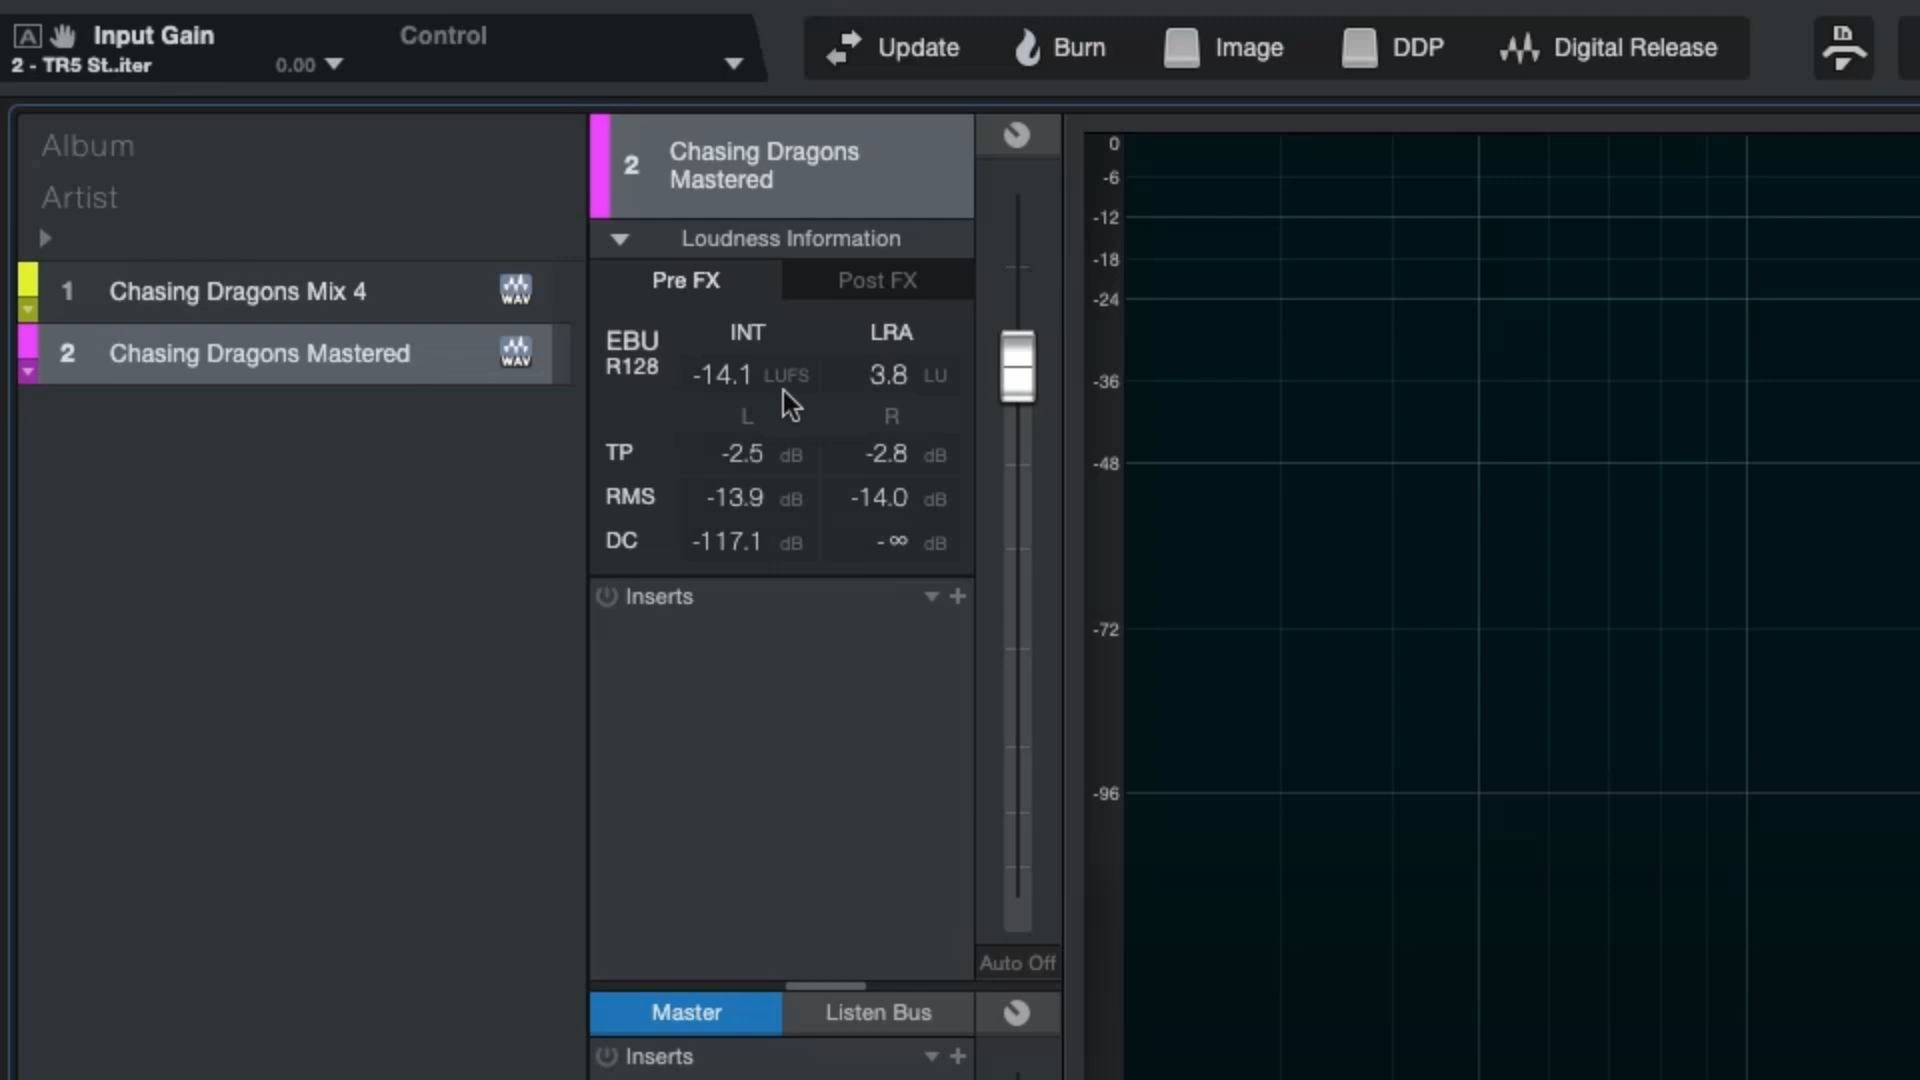 A Input Gain Control
2 - TR5 St..iter 0.00
Update Burn Image DDP Digital Release
Album
Artist
1 Chasing Dragons Mix 4 WAV
2 Chasing Dragons Mastered WAV
2 Chasing Dragons
Mastered
Loudness Information
Pre FX Post FX
EBU
R128
INT LRA
-14.1 LUFS 3.8 LU
L R
TP -2.5 dB -2.8 dB
RMS -13.9 dB -14.0 dB
DC -117.1 dB -∞ dB
Inserts
Auto Off
Master Listen Bus
Inserts
0
-6
-12
-18
-24
-36
-48
-72
-96